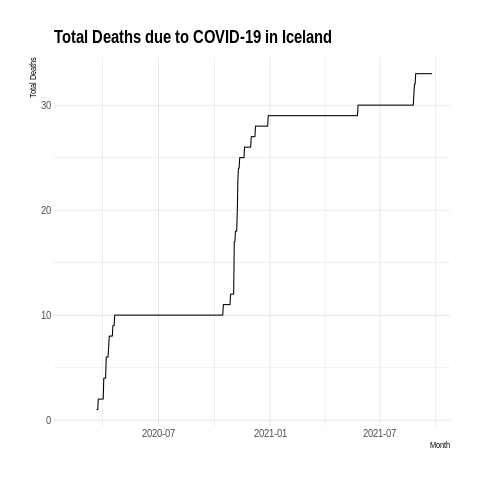 Total Deaths due to COVID-19 in Iceland
Total Deaths
30
20
10
0
2020-07 2021-01 2021-07
Month